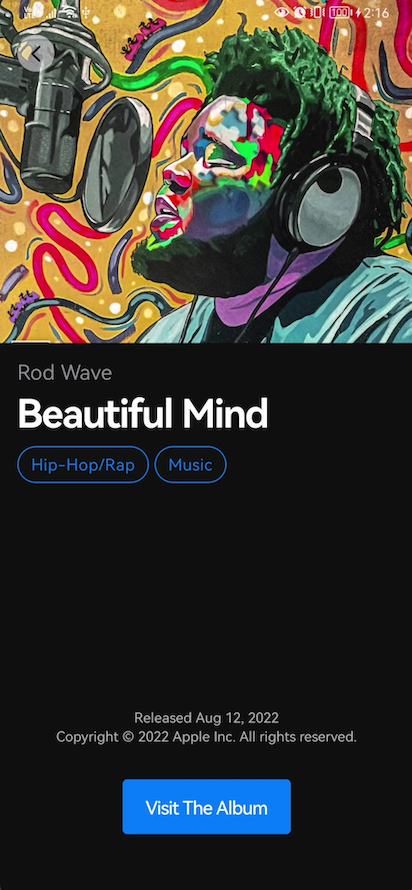 100 2:16
Rod Wave
Beautiful Mind
Hip-Hop/Rap Music
Released Aug 12, 2022
Copyright © 2022 Apple Inc. All rights reserved.
Visit The Album